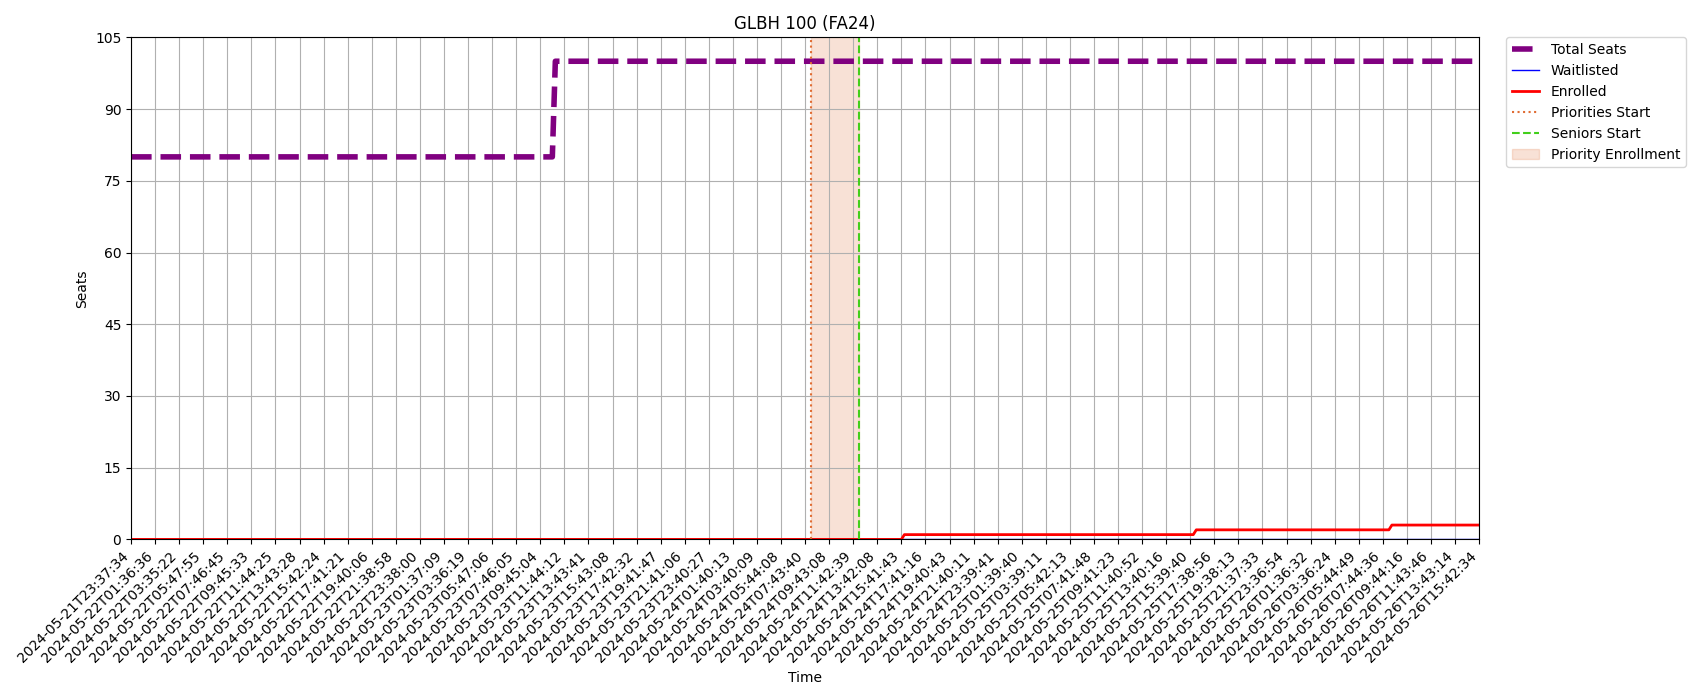 GLBH 100 (FA24)
105
90
75
60
45
30
15
0
Seats
2024-05-21T23:37:34
2024-05-22T01:36:36
2024-05-22T03:35:22
2024-05-22T05:47:55
2024-05-22T07:46:45
2024-05-22T09:45:33
2024-05-22T11:44:25
2024-05-22T13:43:28
2024-05-22T15:42:24
2024-05-22T17:41:21
2024-05-22T19:40:06
2024-05-22T21:38:58
2024-05-22T23:38:00
2024-05-23T01:37:09
2024-05-23T03:36:19
2024-05-23T05:47:06
2024-05-23T07:46:05
2024-05-23T09:45:04
2024-05-23T11:44:12
2024-05-23T13:43:41
2024-05-23T15:43:08
2024-05-23T17:42:32
2024-05-23T19:41:47
2024-05-23T21:41:06
2024-05-23T23:40:27
2024-05-24T01:40:13
2024-05-24T03:40:09
2024-05-24T05:44:08
2024-05-24T07:43:40
2024-05-24T09:43:08
2024-05-24T11:42:39
2024-05-24T13:42:08
2024-05-24T15:41:43
2024-05-24T17:41:16
2024-05-24T19:40:43
2024-05-24T21:40:11
2024-05-24T23:39:41
2024-05-25T01:39:40
2024-05-25T03:39:11
2024-05-25T05:42:13
2024-05-25T07:41:48
2024-05-25T09:41:23
2024-05-25T11:40:52
2024-05-25T13:40:16
2024-05-25T15:39:40
2024-05-25T17:38:56
2024-05-25T19:38:13
2024-05-25T21:37:33
2024-05-25T23:36:54
2024-05-26T01:36:32
2024-05-26T03:36:24
2024-05-26T05:44:49
2024-05-26T07:44:36
2024-05-26T09:44:16
2024-05-26T11:43:46
2024-05-26T13:43:14
2024-05-26T15:42:34
Time
Total Seats
Waitlisted
Enrolled
Priorities Start
Seniors Start
Priority Enrollment